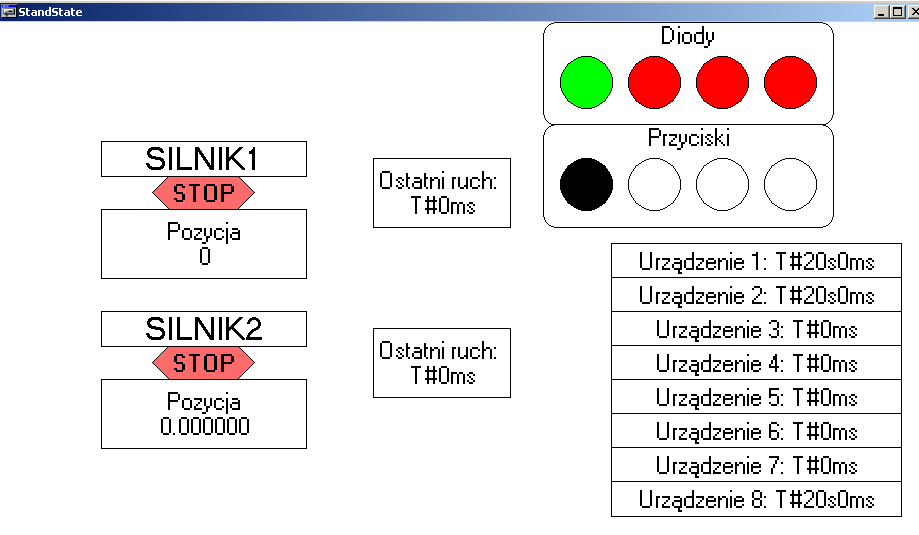 StandState
Diody
Przyciski
SILNIK1
STOP
Pozycja
0
Ostatni ruch:
T#0ms
SILNIK2
STOP
Pozycja
0.000000
Ostatni ruch:
T#0ms
Urządzenie 1: T#20s0ms
Urządzenie 2: T#20s0ms
Urządzenie 3: T#0ms
Urządzenie 4: T#0ms
Urządzenie 5: T#0ms
Urządzenie 6: T#0ms
Urządzenie 7: T#0ms
Urządzenie 8: T#20s0ms